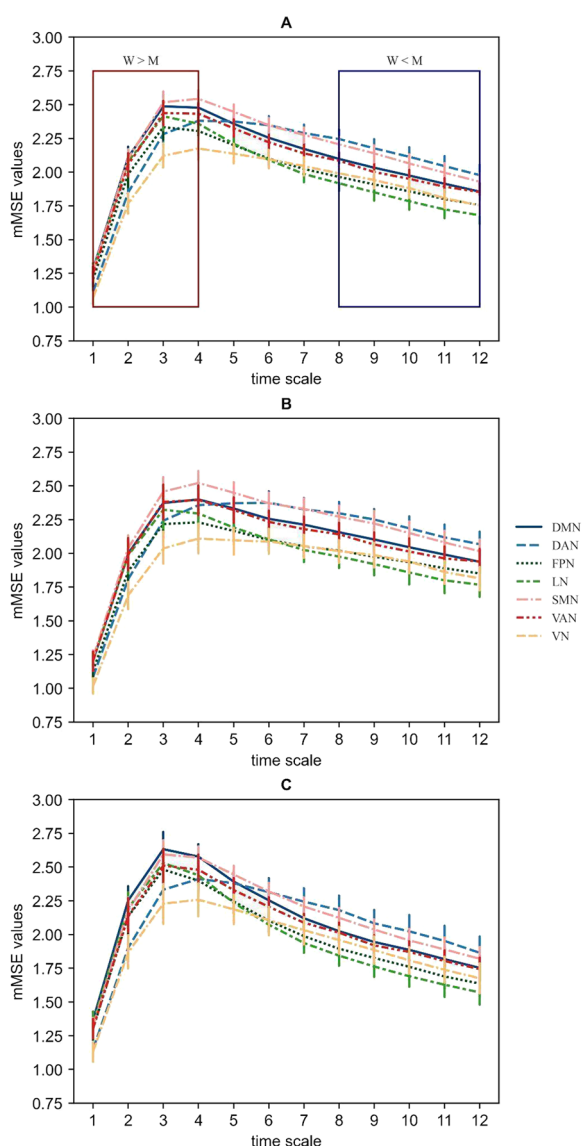 A
W > M
W < M
3.00
2.75
2.50
2.25
2.00
1.75
1.50
1.25
1.00
0.75
mMSE values
1 2 3 4 5 6 7 8 9 10 11 12
time scale
B
3.00
2.75
2.50
2.25
2.00
1.75
1.50
1.25
1.00
0.75
mMSE values
1 2 3 4 5 6 7 8 9 10 11 12
time scale
DMN
DAN
FPN
LN
SMN
VAN
VN
C
3.00
2.75
2.50
2.25
2.00
1.75
1.50
1.25
1.00
0.75
mMSE values
1 2 3 4 5 6 7 8 9 10 11 12
time scale